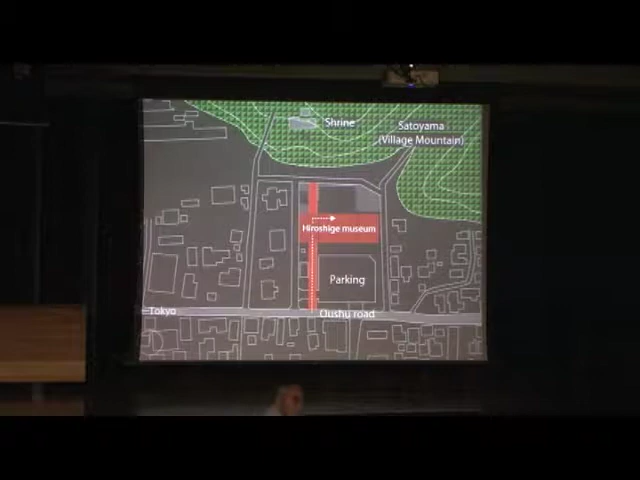 Shrine
Satoyama
(Village Mountain)
Hiroshige museum
Parking
Tokyo
Oushu road